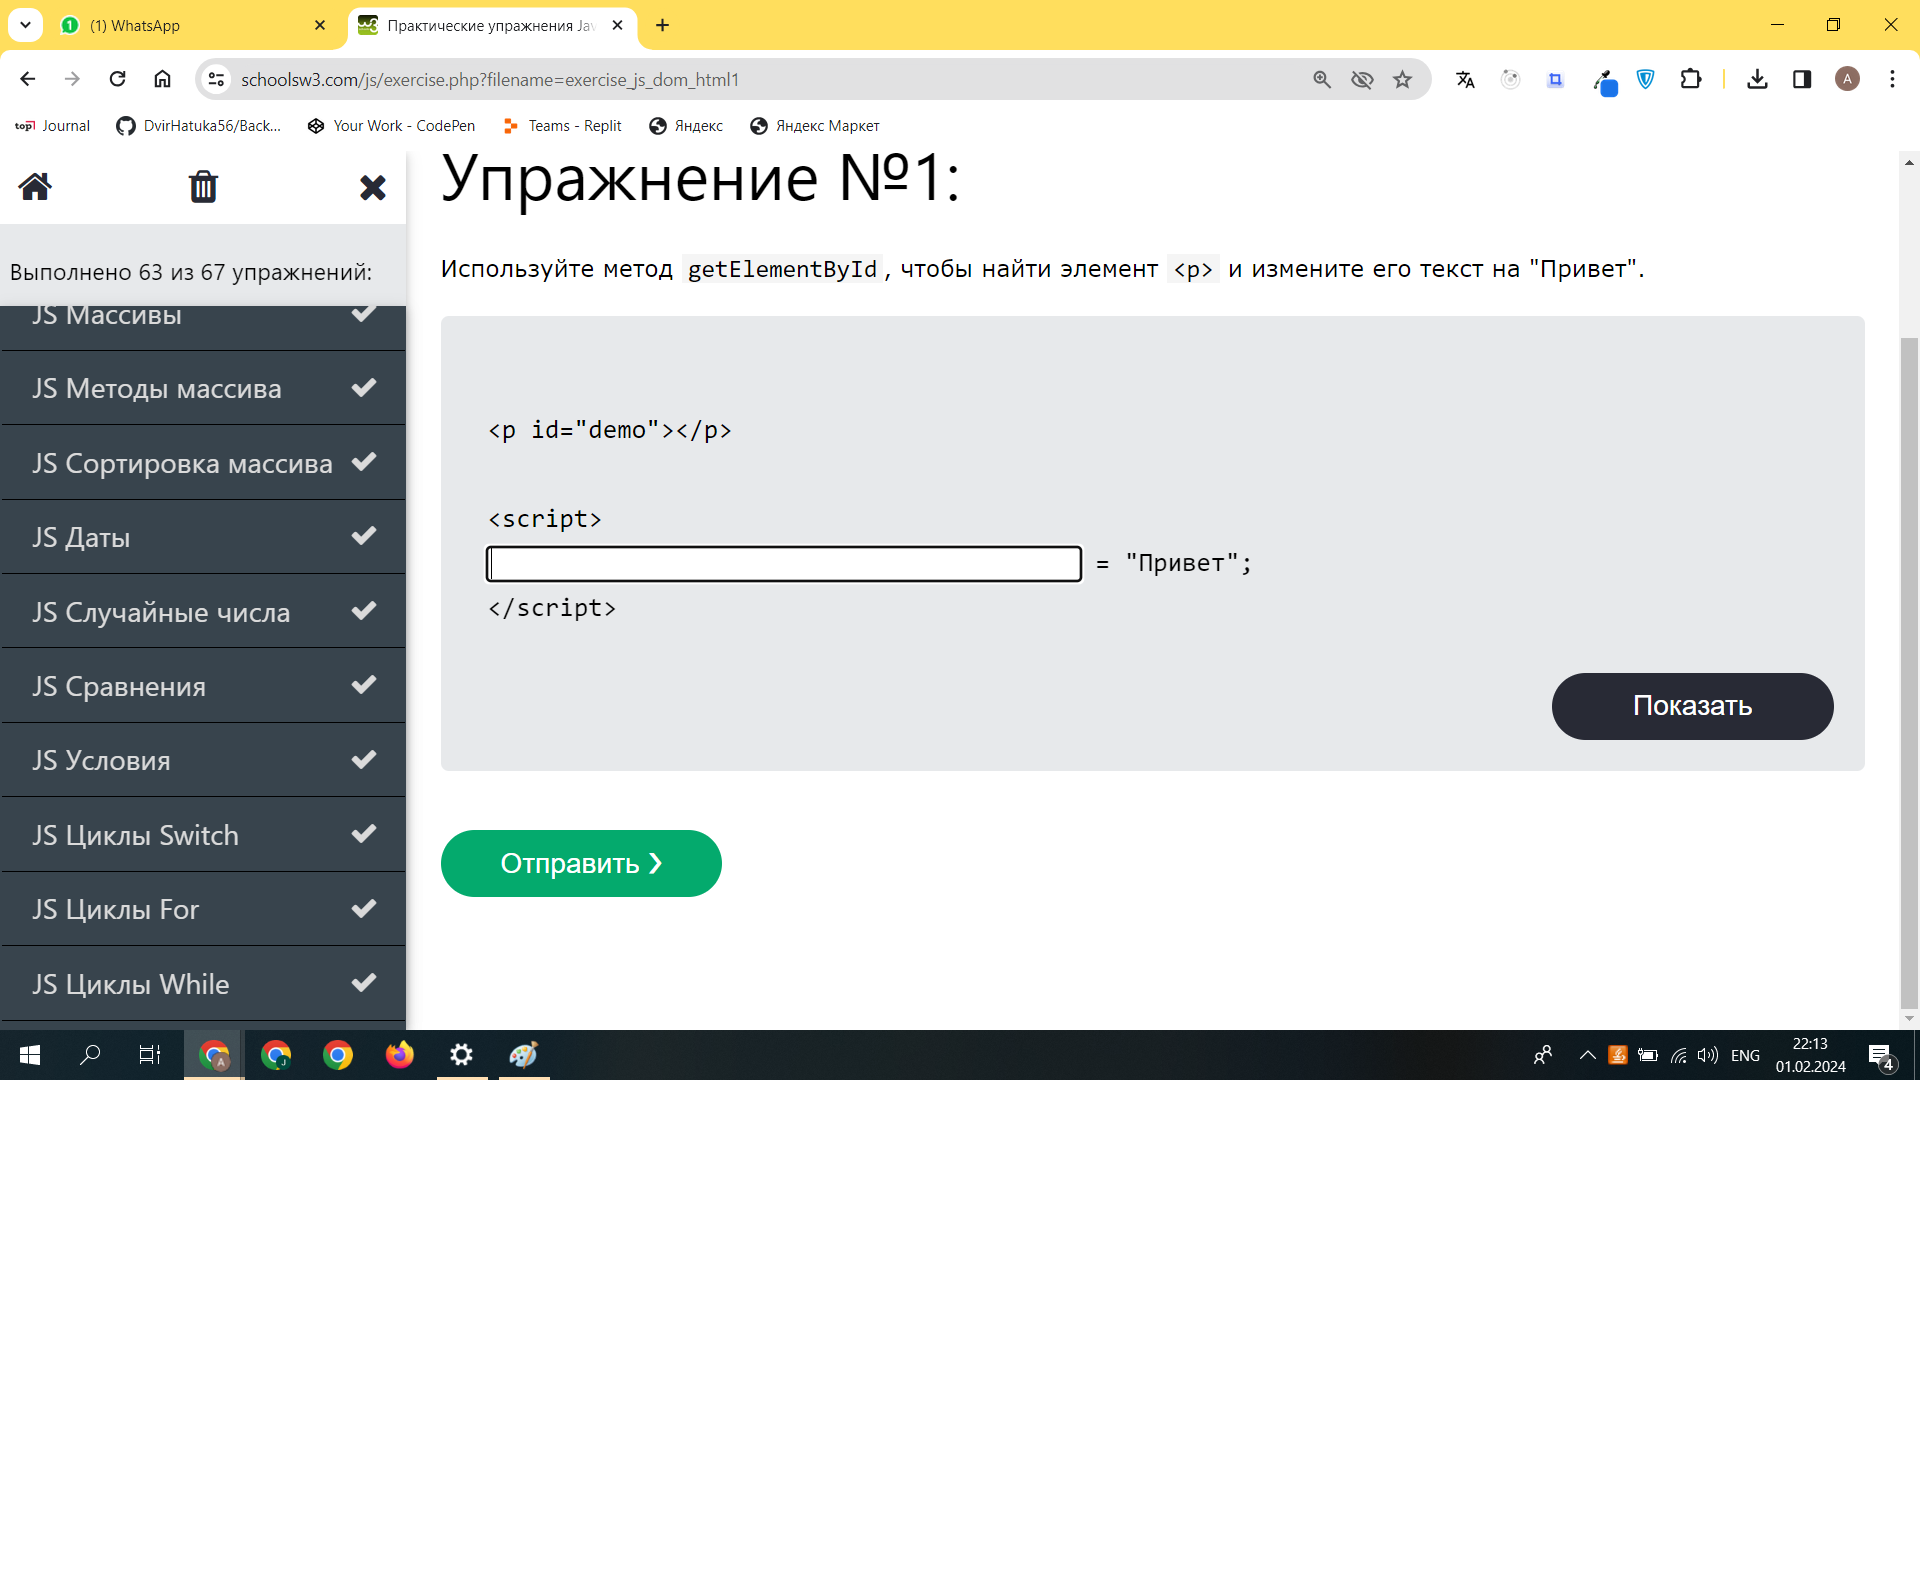 (1) WhatsApp
Практические упражнения Jav
schoolsw3.com/js/exercise.php?filename=exercise_js_dom_html1
A
top1 Journal
DvirHatuka56/Back...
Your Work - CodePen
Teams - Replit
Яндекс
Яндекс Маркет
Выполнено 63 из 67 упражнений:
JS Массивы
JS Методы массива
JS Сортировка массива
JS Даты
JS Случайные числа
JS Сравнения
JS Условия
JS Циклы Switch
JS Циклы For
JS Циклы While
Упражнение №1:
Используйте метод getElementById, чтобы найти элемент <p> и измените его текст на "Привет".
<p id="demo"></p>
<script>
= "Привет";
</script>
Показать
Отправить ❯
ENG
22:13
01.02.2024
4